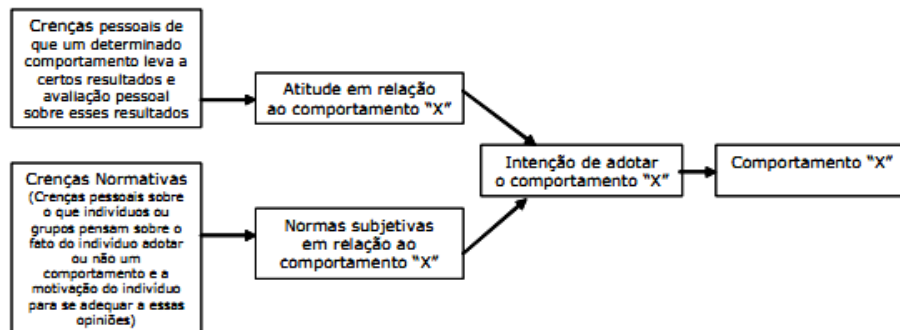 Crenças pessoais de
que um determinado
comportamento leva a
certos resultados e
avaliação pessoal
sobre esses resultados
Atitude em relação
ao comportamento "X"
Crenças Normativas
(Crenças pessoais sobre
o que indivíduos ou
grupos pensam sobre o
fato do indivíduo adotar
ou não um
comportamento e a
motivação do indivíduo
para se adequar a essas
opiniões)
Normas subjetivas
em relação ao
comportamento "X"
Intenção de adotar
o comportamento "X"
Comportamento "X"